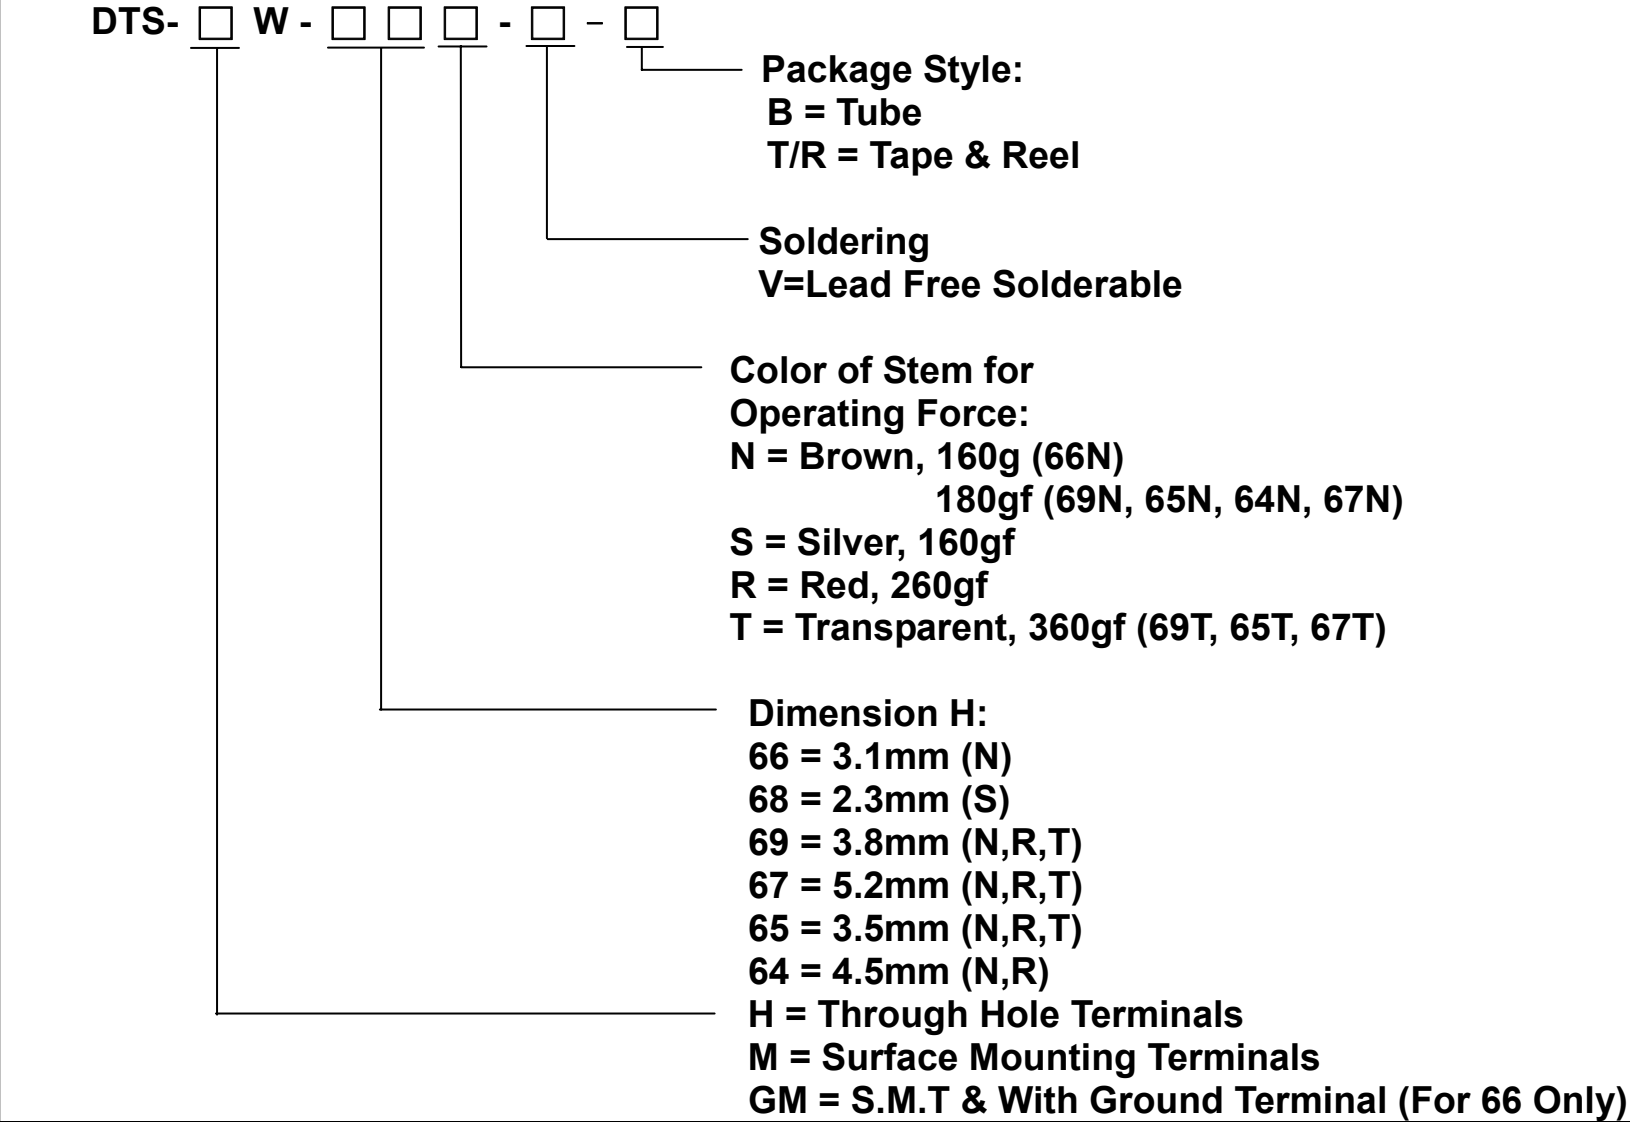 DTS- □ W - □ □ □ - □ - □
Package Style:
B = Tube
T/R = Tape & Reel
Soldering
V=Lead Free Solderable
Color of Stem for
Operating Force:
N = Brown, 160g (66N)
180gf (69N, 65N, 64N, 67N)
S = Silver, 160gf
R = Red, 260gf
T = Transparent, 360gf (69T, 65T, 67T)
Dimension H:
66 = 3.1mm (N)
68 = 2.3mm (S)
69 = 3.8mm (N,R,T)
67 = 5.2mm (N,R,T)
65 = 3.5mm (N,R,T)
64 = 4.5mm (N,R)
H = Through Hole Terminals
M = Surface Mounting Terminals
GM = S.M.T & With Ground Terminal (For 66 Only)